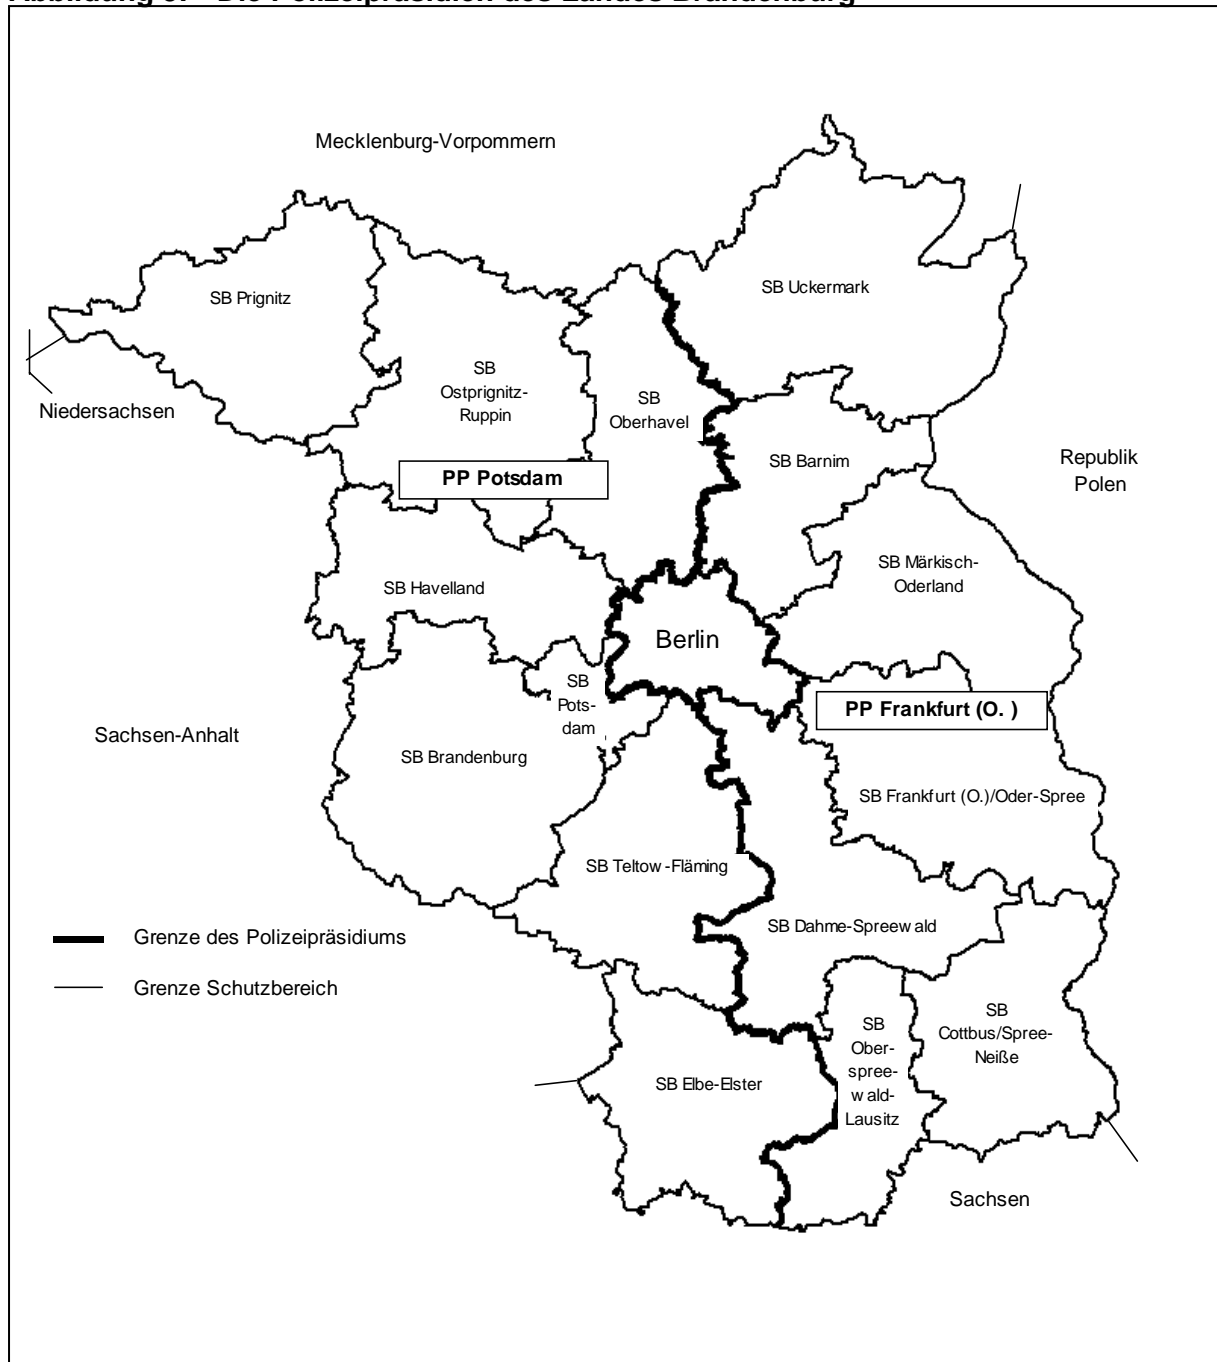 Mecklenburg-Vorpommern
SB Prignitz
SB Uckermark
SB
Ostprignitz-
Ruppin
SB
Oberhavel
Niedersachsen
SB Barnim
Republik
Polen
PP Potsdam
SB Märkisch-
Oderland
SB Havelland
Berlin
SB
Pots-
dam
PP Frankfurt (O. )
Sachsen-Anhalt
SB Brandenburg
SB Frankfurt (O.)/Oder-Spree
SB Teltow-Fläming
SB Dahme-Spreewald
Grenze des Polizeipräsidiums
Grenze Schutzbereich
SB
Ober-
spree-
wald-
Lausitz
SB
Cottbus/Spree-
Neiße
SB Elbe-Elster
Sachsen